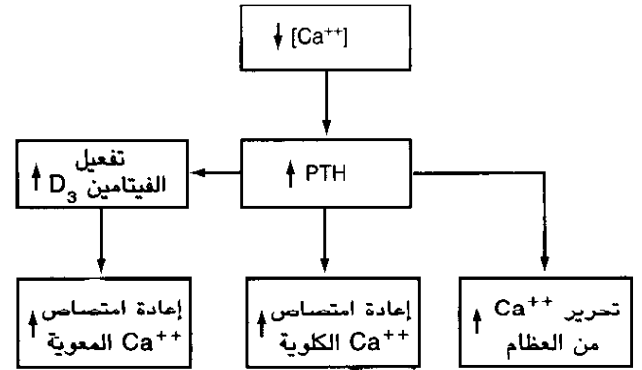 ↓ [Ca⁺⁺]
تفعيل
↑ الفيتامين D₃
↑ PTH
إعادة امتصاص
↑ Ca⁺⁺ المعوية
إعادة امتصاص
↑ Ca⁺⁺ الكلوية
تحرير Ca⁺⁺
↑ من العظام